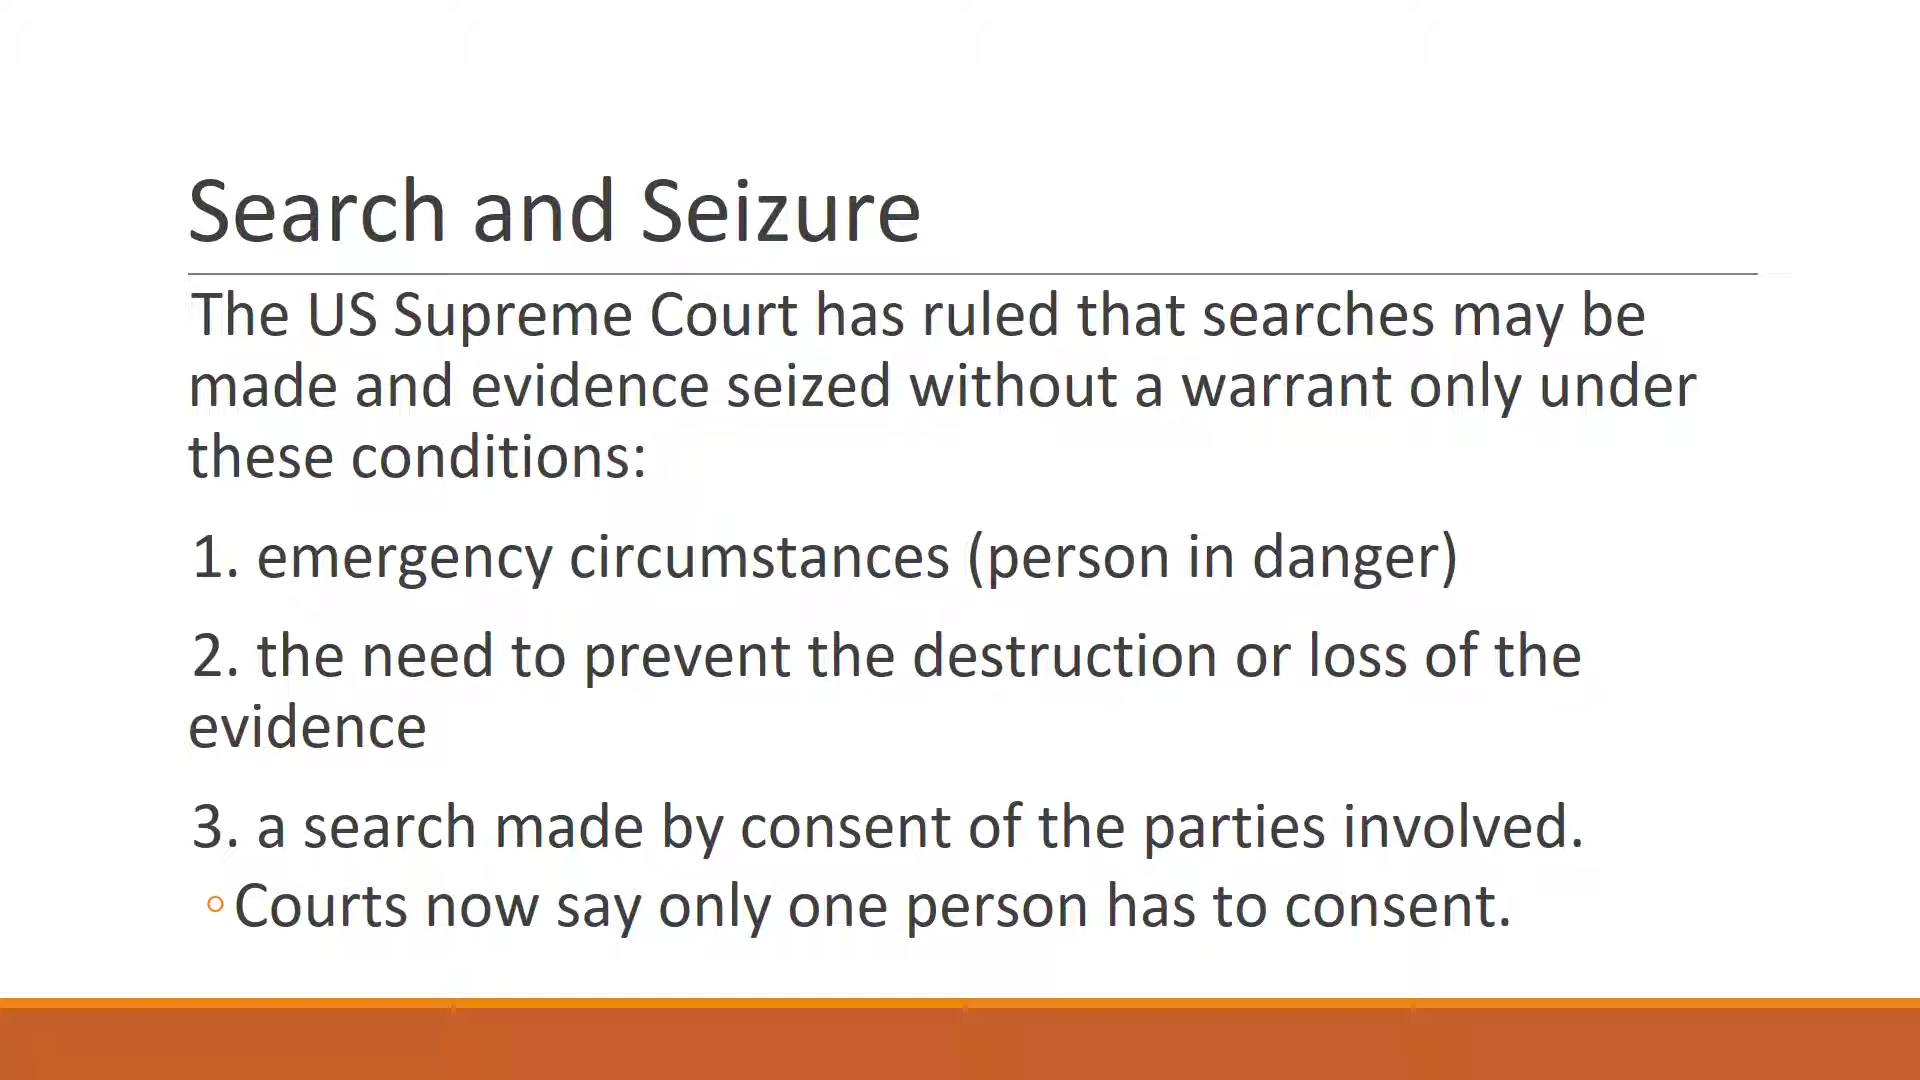 Search and Seizure
The US Supreme Court has ruled that searches may be
made and evidence seized without a warrant only under
these conditions:
1. emergency circumstances (person in danger)
2. the need to prevent the destruction or loss of the
evidence
3. a search made by consent of the parties involved.
◦Courts now say only one person has to consent.